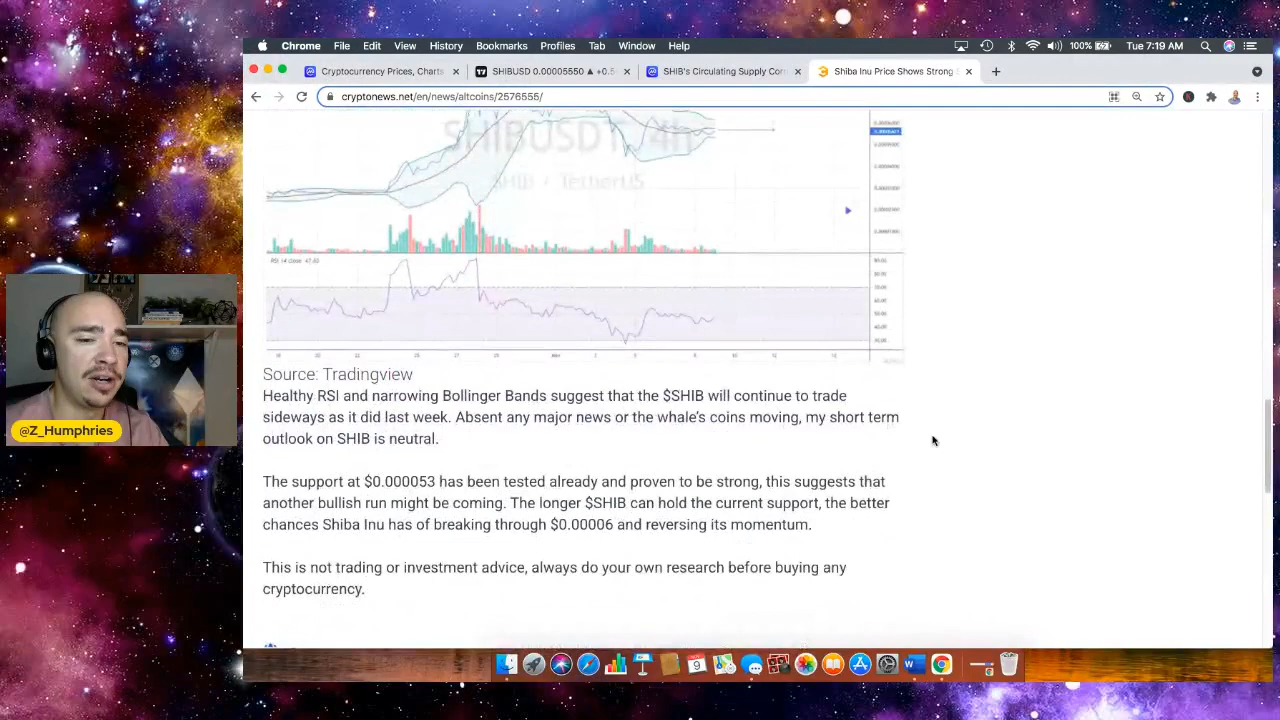 Chrome File Edit View History Bookmarks Profiles Tab Window Help 100% Tue 7:19 AM
Cryptocurrency Prices, Charts
SHIBUSD 0.00005550 ▲ +0.5
SHIB's Circulating Supply Con
Shiba Inu Price Shows Strong
cryptonews.net/en/news/altcoins/2576555/
SHIB • TetherUS
Source: Tradingview
Healthy RSI and narrowing Bollinger Bands suggest that the $SHIB will continue to trade
sideways as it did last week. Absent any major news or the whale's coins moving, my short term
outlook on SHIB is neutral.
The support at $0.000053 has been tested already and proven to be strong, this suggests that
another bullish run might be coming. The longer $SHIB can hold the current support, the better
chances Shiba Inu has of breaking through $0.00006 and reversing its momentum.
This is not trading or investment advice, always do your own research before buying any
cryptocurrency.
@Z_Humphries